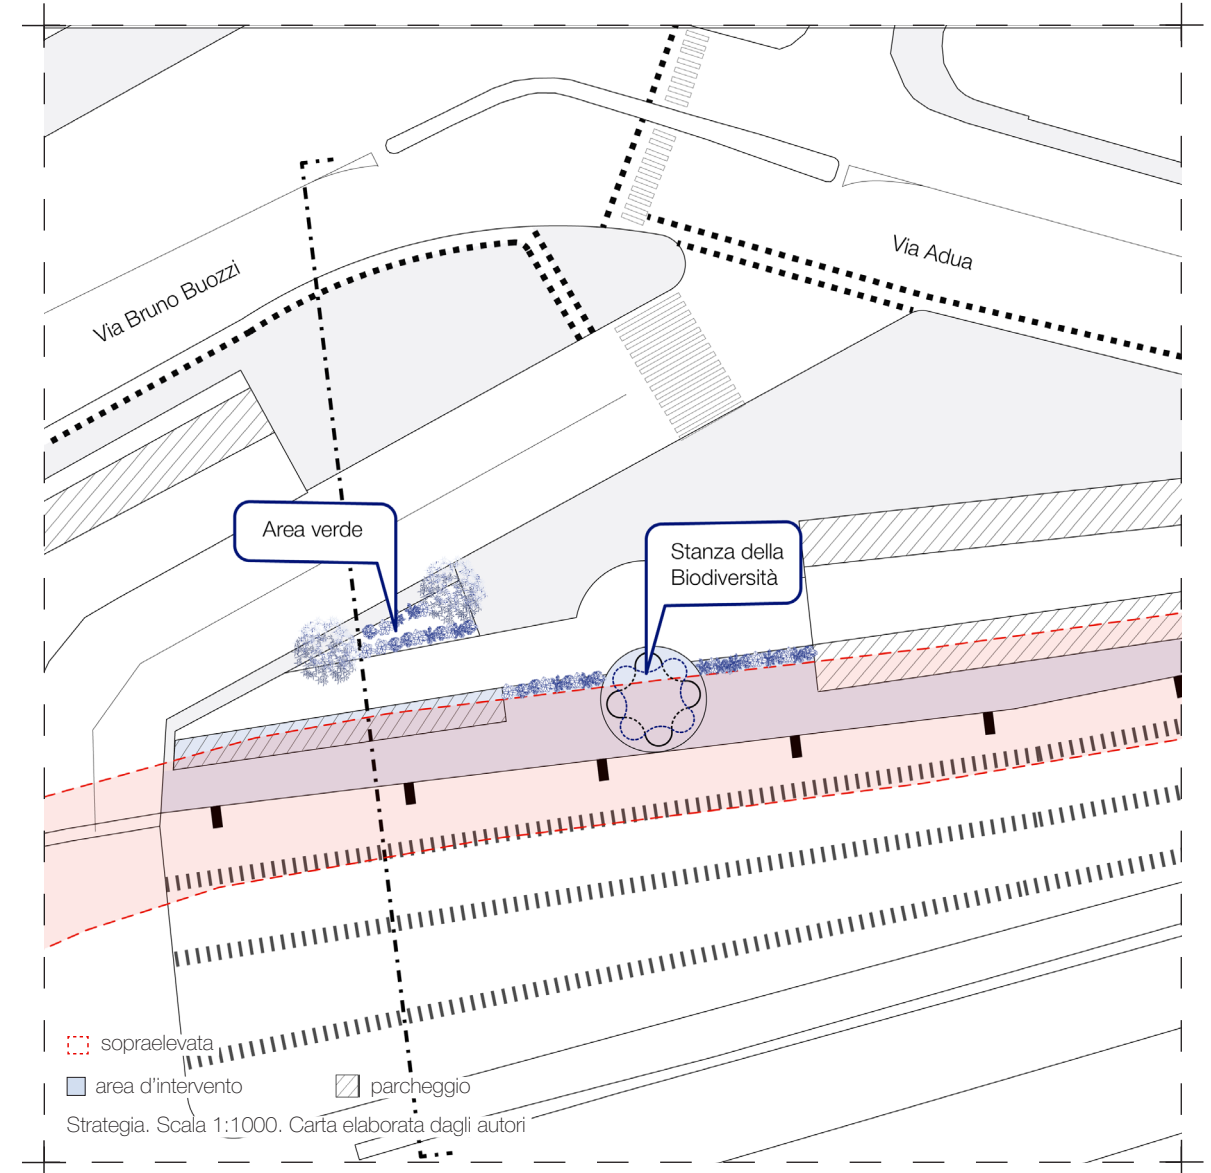 Via Bruno Buozzi
Via Adua
Area verde
Stanza della
Biodiversità
sopraelevata
area d'intervento
parcheggio
Strategia. Scala 1:1000. Carta elaborata dagli autori